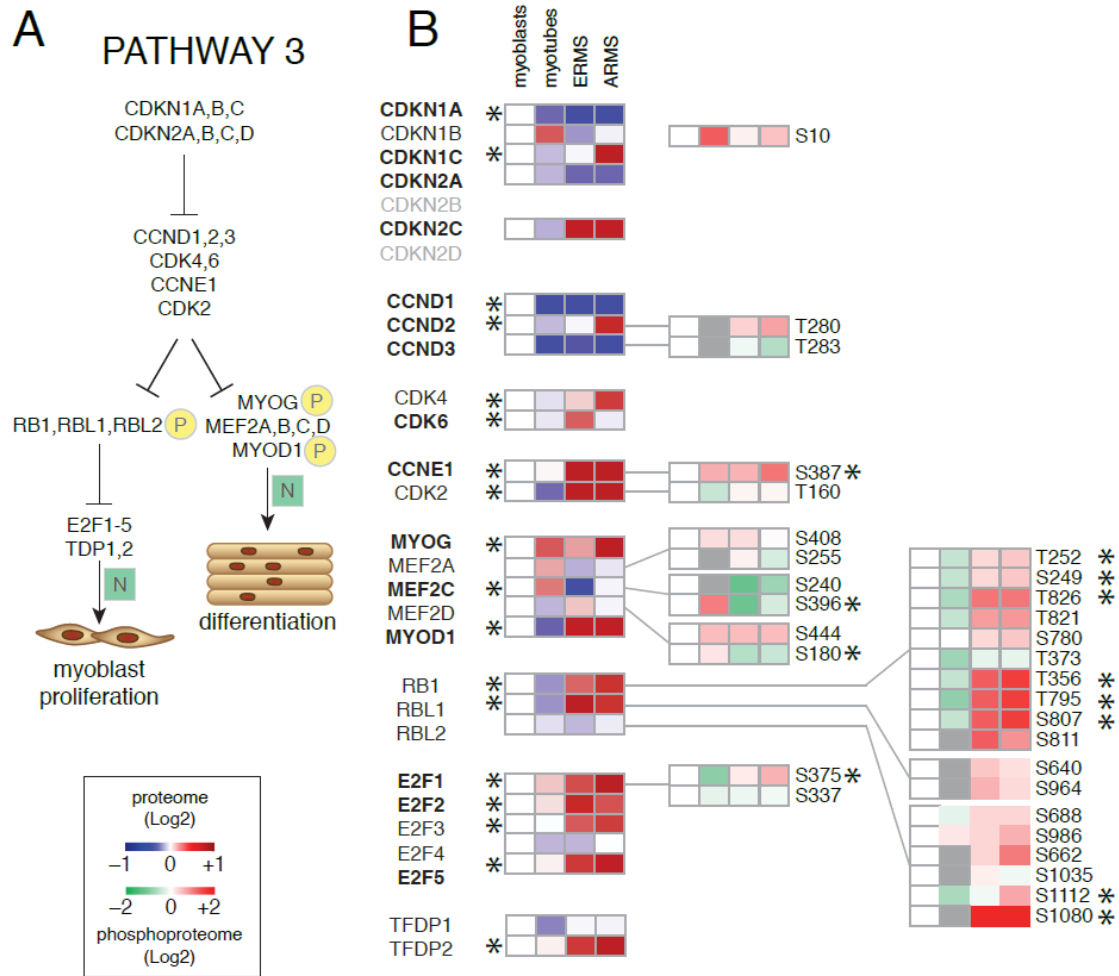 A
PATHWAY 3
CDKN1A,B,C
CDKN2A,B,C,D
CCND1,2,3
CDK4,6
CCNE1
CDK2
RB1,RBL1,RBL2 P
MYOG P
MEF2A,B,C,D
MYOD1 P
N
E2F1-5
TDP1,2
N
differentiation
myoblast
proliferation
proteome
(Log2)
−1 0 +1
−2 0 +2
phosphoproteome
(Log2)
B
myoblasts
myotubes
ERMS
ARMS
CDKN1A *
CDKN1B
S10
CDKN1C *
CDKN2A
CDKN2B
CDKN2C
CDKN2D
CCND1 *
CCND2 *
CCND3
T280
T283
CDK4 *
CDK6 *
CCNE1 *
CDK2 *
S387 *
T160
MYOG *
MEF2A
MEF2C *
MEF2D
MYOD1 *
S408
S255
S240
S396 *
S444
S180 *
RB1 *
RBL1 *
RBL2
T252 *
S249 *
T826 *
T821
S780
T373
T356 *
T795 *
S807 *
S811
S640
S964
S688
S986
S662
S1035
S1112 *
S1080 *
E2F1 *
E2F2 *
E2F3 *
E2F4
E2F5 *
S375 *
S337
TFDP1
TFDP2 *